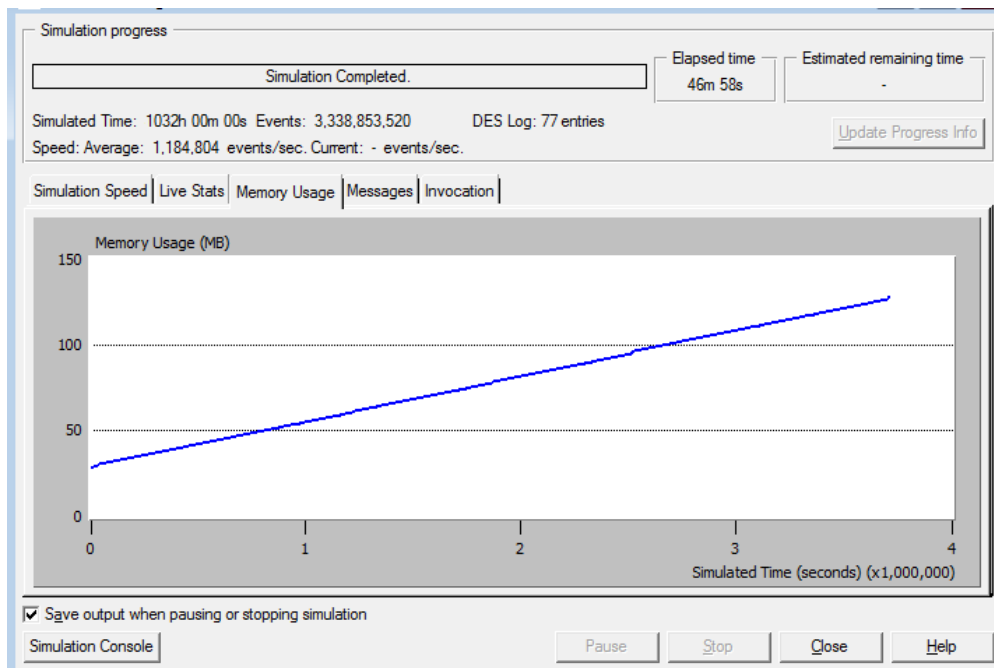 Simulation progress
Simulation Completed.
Elapsed time
46m 58s
Estimated remaining time
-
Simulated Time: 1032h 00m 00s Events: 3,338,853,520 DES Log: 77 entries
Speed: Average: 1,184,804 events/sec. Current: - events/sec.
Update Progress Info
Simulation Speed Live Stats Memory Usage Messages Invocation
Memory Usage (MB)
150
100
50
0
0 1 2 3 4
Simulated Time (seconds) (x1,000,000)
Save output when pausing or stopping simulation
Simulation Console Pause Stop Close Help